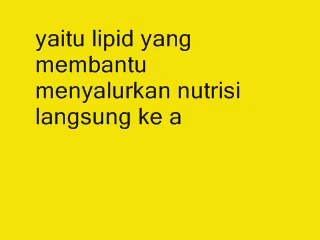 yaitu lipid yang
membantu
menyalurkan nutrisi
langsung ke a